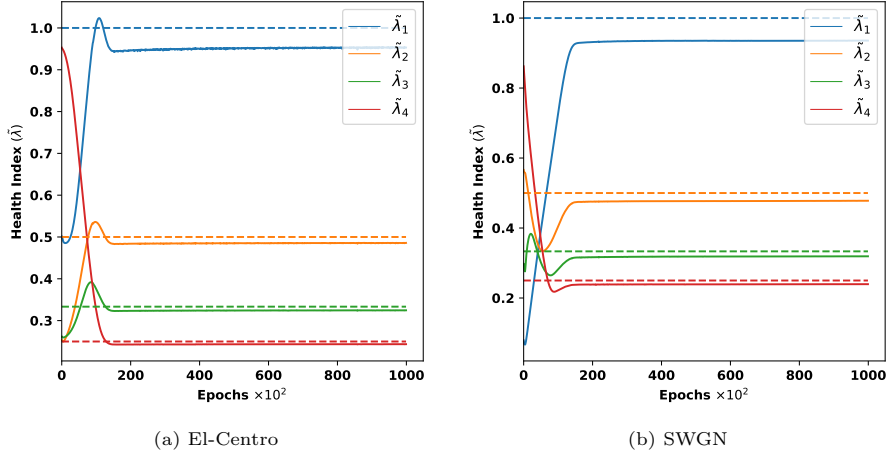 1.0
0.9
0.8
0.7
0.6
0.5
0.4
0.3
Health Index (λ̃)
0 200 400 600 800 1000
Epochs ×10²
λ̃₁
λ̃₂
λ̃₃
λ̃₄
(a) El-Centro
1.0
0.8
0.6
0.4
0.2
Health Index (λ̃)
0 200 400 600 800 1000
Epochs ×10²
λ̃₁
λ̃₂
λ̃₃
λ̃₄
(b) SWGN